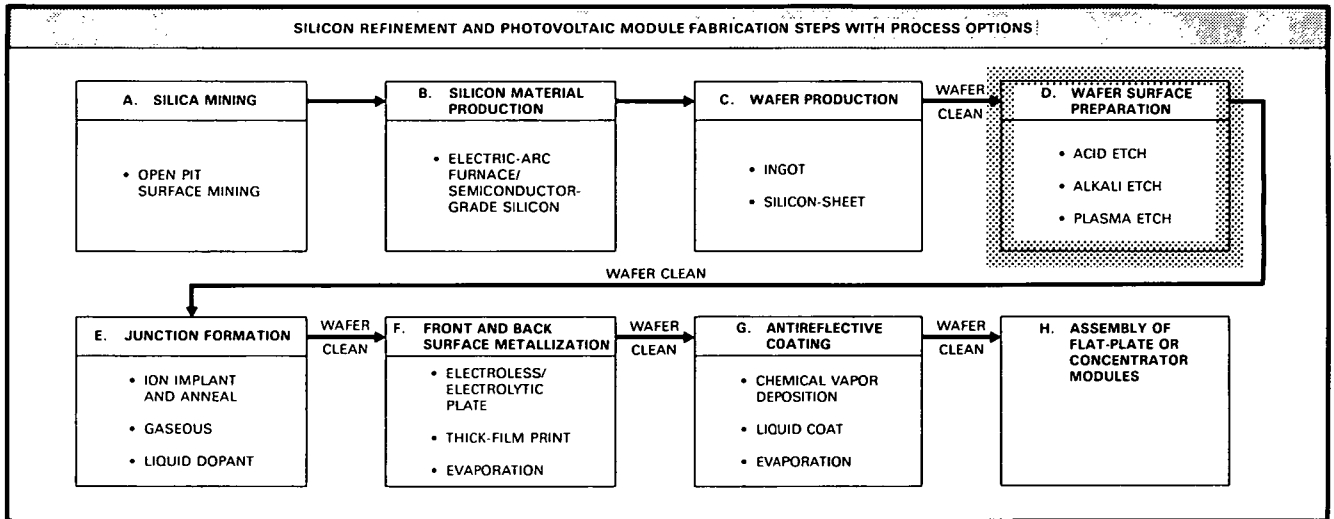 SILICON REFINEMENT AND PHOTOVOLTAIC MODULE FABRICATION STEPS WITH PROCESS OPTIONS
A. SILICA MINING
• OPEN PIT
SURFACE MINING
B. SILICON MATERIAL
PRODUCTION
• ELECTRIC-ARC
FURNACE/
SEMICONDUCTOR-
GRADE SILICON
C. WAFER PRODUCTION
• INGOT
• SILICON-SHEET
WAFER
CLEAN
D. WAFER SURFACE
PREPARATION
• ACID ETCH
• ALKALI ETCH
• PLASMA ETCH
WAFER CLEAN
E. JUNCTION FORMATION
• ION IMPLANT
AND ANNEAL
• GASEOUS
• LIQUID DOPANT
WAFER
CLEAN
F. FRONT AND BACK
SURFACE METALLIZATION
• ELECTROLESS/
ELECTROLYTIC
PLATE
• THICK-FILM PRINT
• EVAPORATION
WAFER
CLEAN
G. ANTIREFLECTIVE
COATING
• CHEMICAL VAPOR
DEPOSITION
• LIQUID COAT
• EVAPORATION
WAFER
CLEAN
H. ASSEMBLY OF
FLAT-PLATE OR
CONCENTRATOR
MODULES